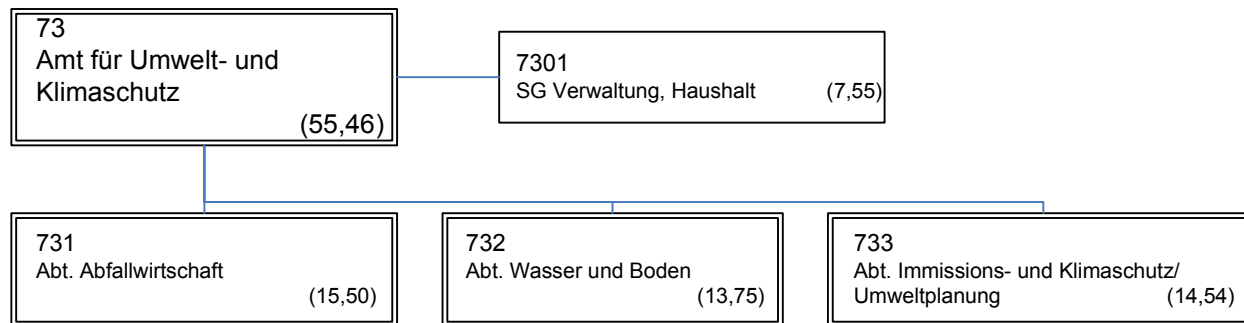 73
Amt für Umwelt- und
Klimaschutz
(55,46)
7301
SG Verwaltung, Haushalt (7,55)
731
Abt. Abfallwirtschaft
(15,50)
732
Abt. Wasser und Boden
(13,75)
733
Abt. Immissions- und Klimaschutz/
Umweltplanung (14,54)